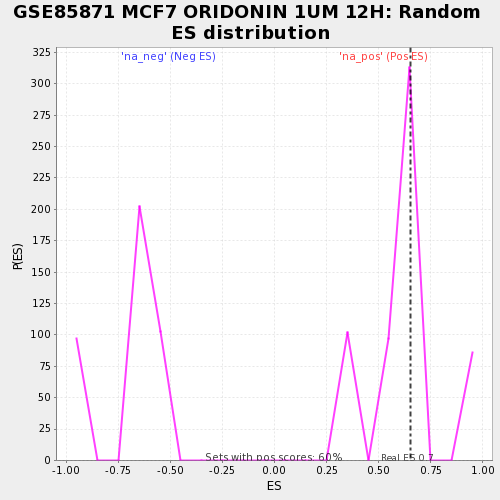 GSE85871 MCF7 ORIDONIN 1UM 12H: Random
ES distribution
'na_neg' (Neg ES)
'na_pos' (Pos ES)
P(ES)
325
300
275
250
225
200
175
150
125
100
75
50
25
0
Sets with pos scores: 60%
Real ES 0.7
-1.00
-0.75
-0.50
-0.25
0.00
0.25
0.50
0.75
1.00
ES